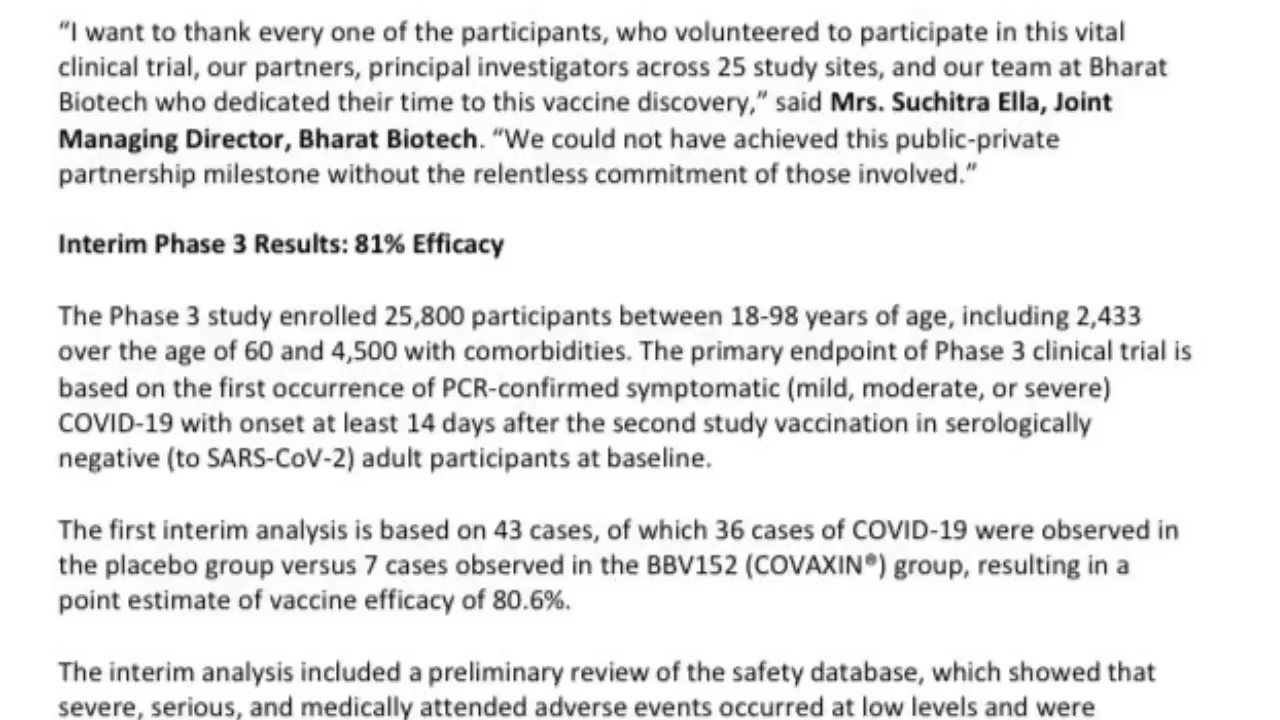 “I want to thank every one of the participants, who volunteered to participate in this vital
clinical trial, our partners, principal investigators across 25 study sites, and our team at Bharat
Biotech who dedicated their time to this vaccine discovery,” said Mrs. Suchitra Ella, Joint
Managing Director, Bharat Biotech. “We could not have achieved this public-private
partnership milestone without the relentless commitment of those involved.”
Interim Phase 3 Results: 81% Efficacy
The Phase 3 study enrolled 25,800 participants between 18-98 years of age, including 2,433
over the age of 60 and 4,500 with comorbidities. The primary endpoint of Phase 3 clinical trial is
based on the first occurrence of PCR-confirmed symptomatic (mild, moderate, or severe)
COVID-19 with onset at least 14 days after the second study vaccination in serologically
negative (to SARS-CoV-2) adult participants at baseline.
The first interim analysis is based on 43 cases, of which 36 cases of COVID-19 were observed in
the placebo group versus 7 cases observed in the BBV152 (COVAXIN®) group, resulting in a
point estimate of vaccine efficacy of 80.6%.
The interim analysis included a preliminary review of the safety database, which showed that
severe, serious, and medically attended adverse events occurred at low levels and were